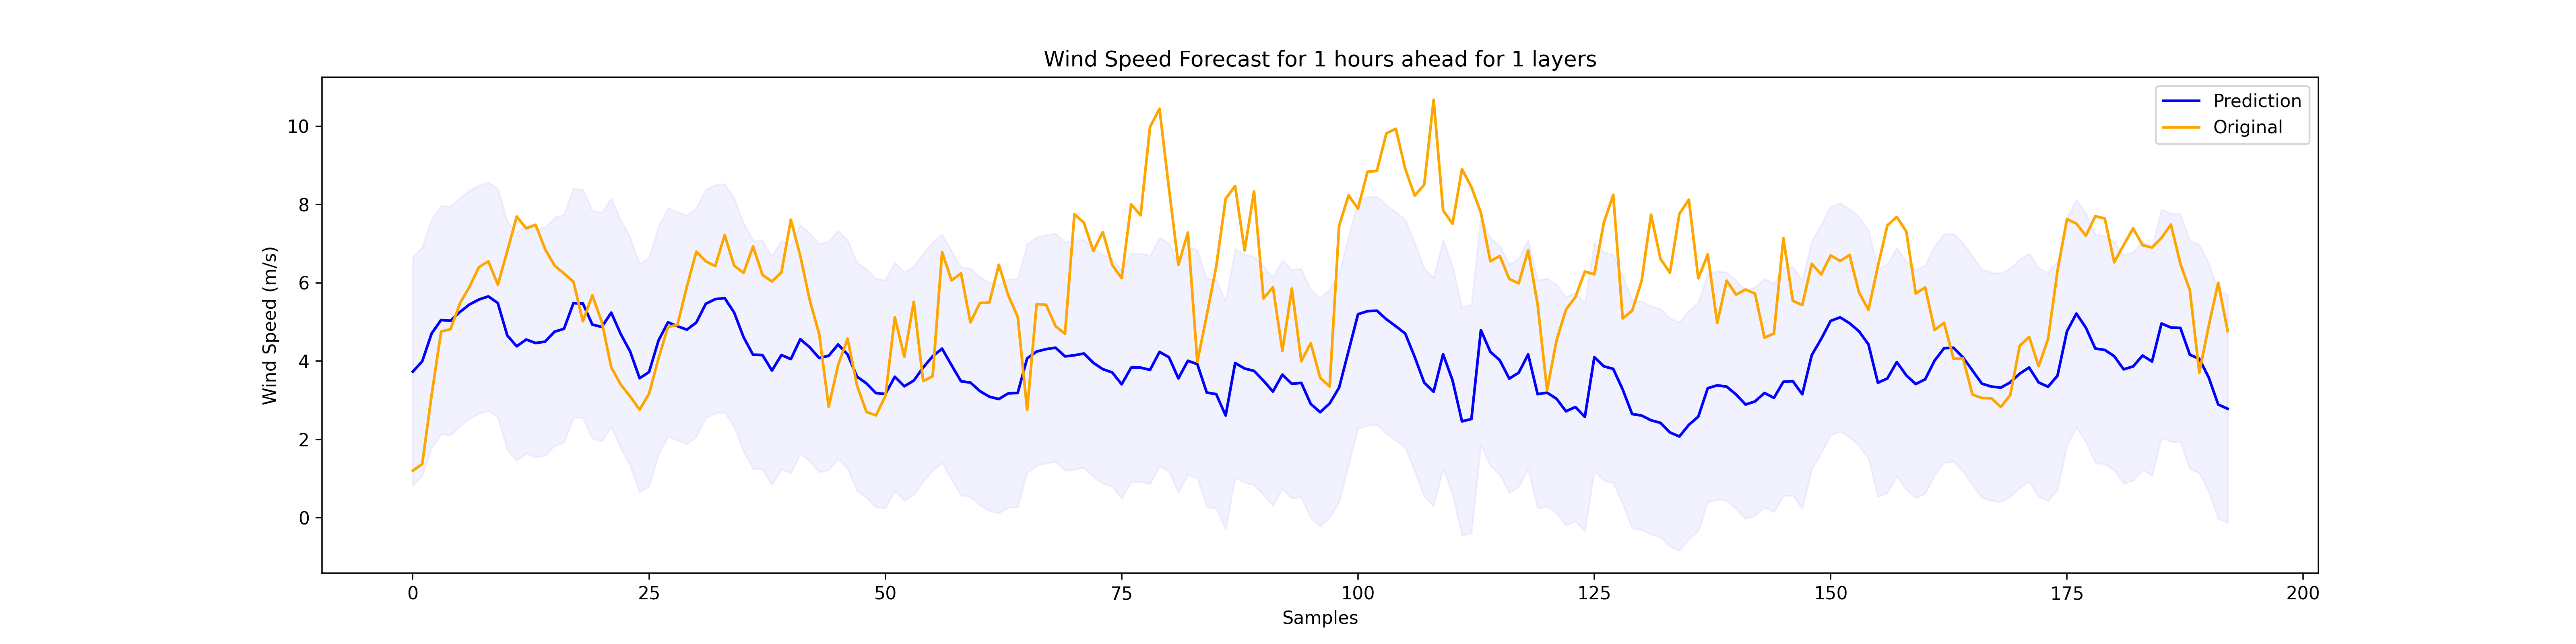 Wind Speed Forecast for 1 hours ahead for 1 layers
Prediction
Original
Wind Speed (m/s)
10
8
6
4
2
0
0 25 50 75 100 125 150 175 200
Samples